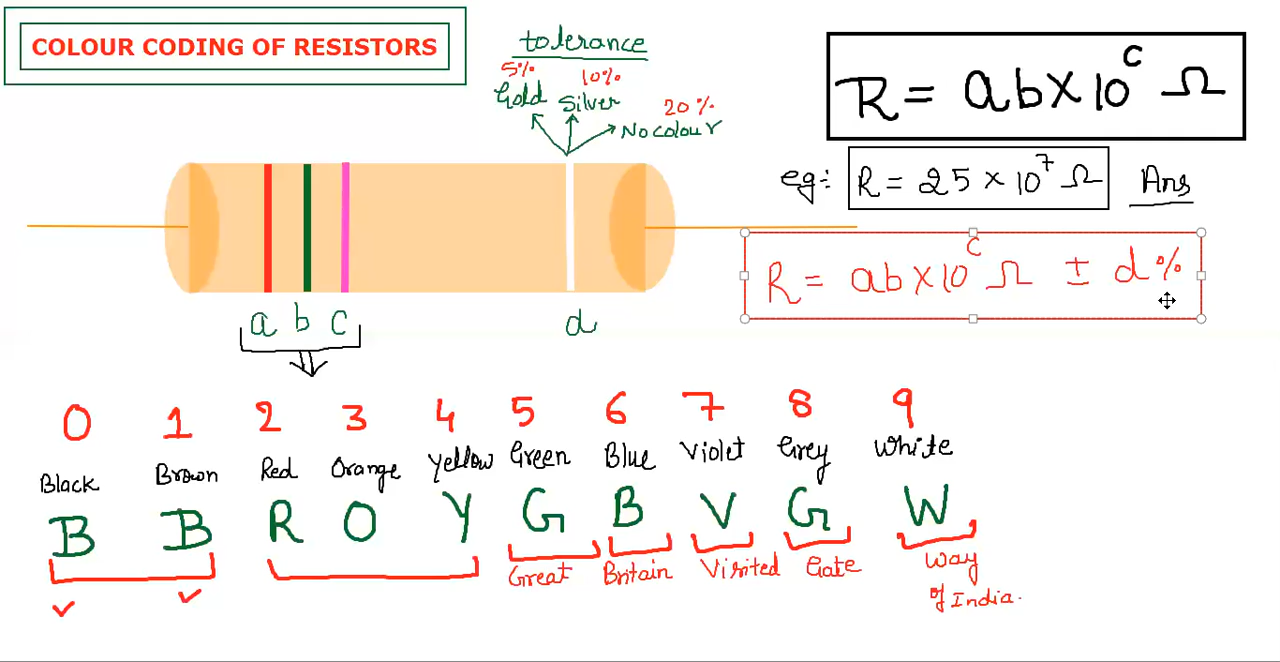 COLOUR CODING OF RESISTORS
tolerance
5% 10% 20%
Gold Silver No colour
R = ab × 10^c Ω
eg:- R = 25 × 10^7 Ω Ans
R = ab × 10^c Ω ± d%
a b c d
0 1 2 3 4 5 6 7 8 9
Black Brown Red Orange Yellow Green Blue Violet Grey White
B B R O Y G B V G W
Great Britain Visited Gate Way
of India.